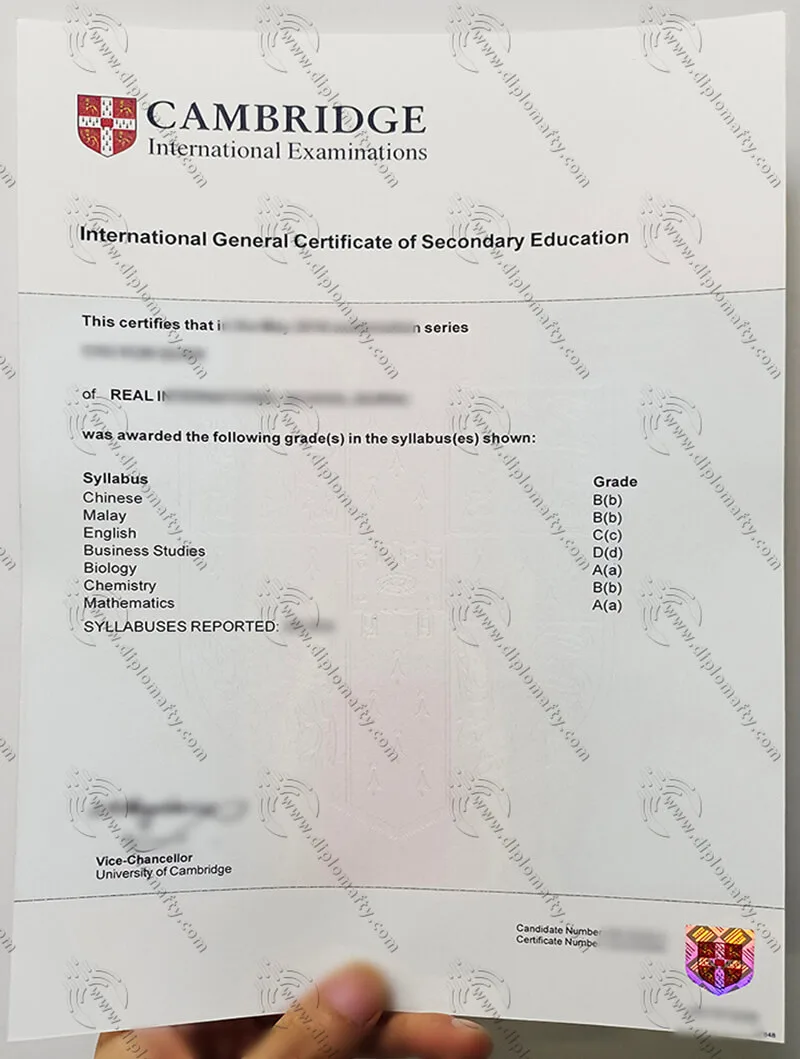 CAMBRIDGE
International Examinations
International General Certificate of Secondary Education
This certifies that i series
of REAL
was awarded the following grade(s) in the syllabus(es) shown:
Syllabus Grade
Chinese B(b)
Malay B(b)
English C(c)
Business Studies D(d)
Biology A(a)
Chemistry B(b)
Mathematics A(a)
SYLLABUSES REPORTED:
Vice-Chancellor
University of Cambridge
Candidate Number
Certificate Numbe
www.diplomafty.com